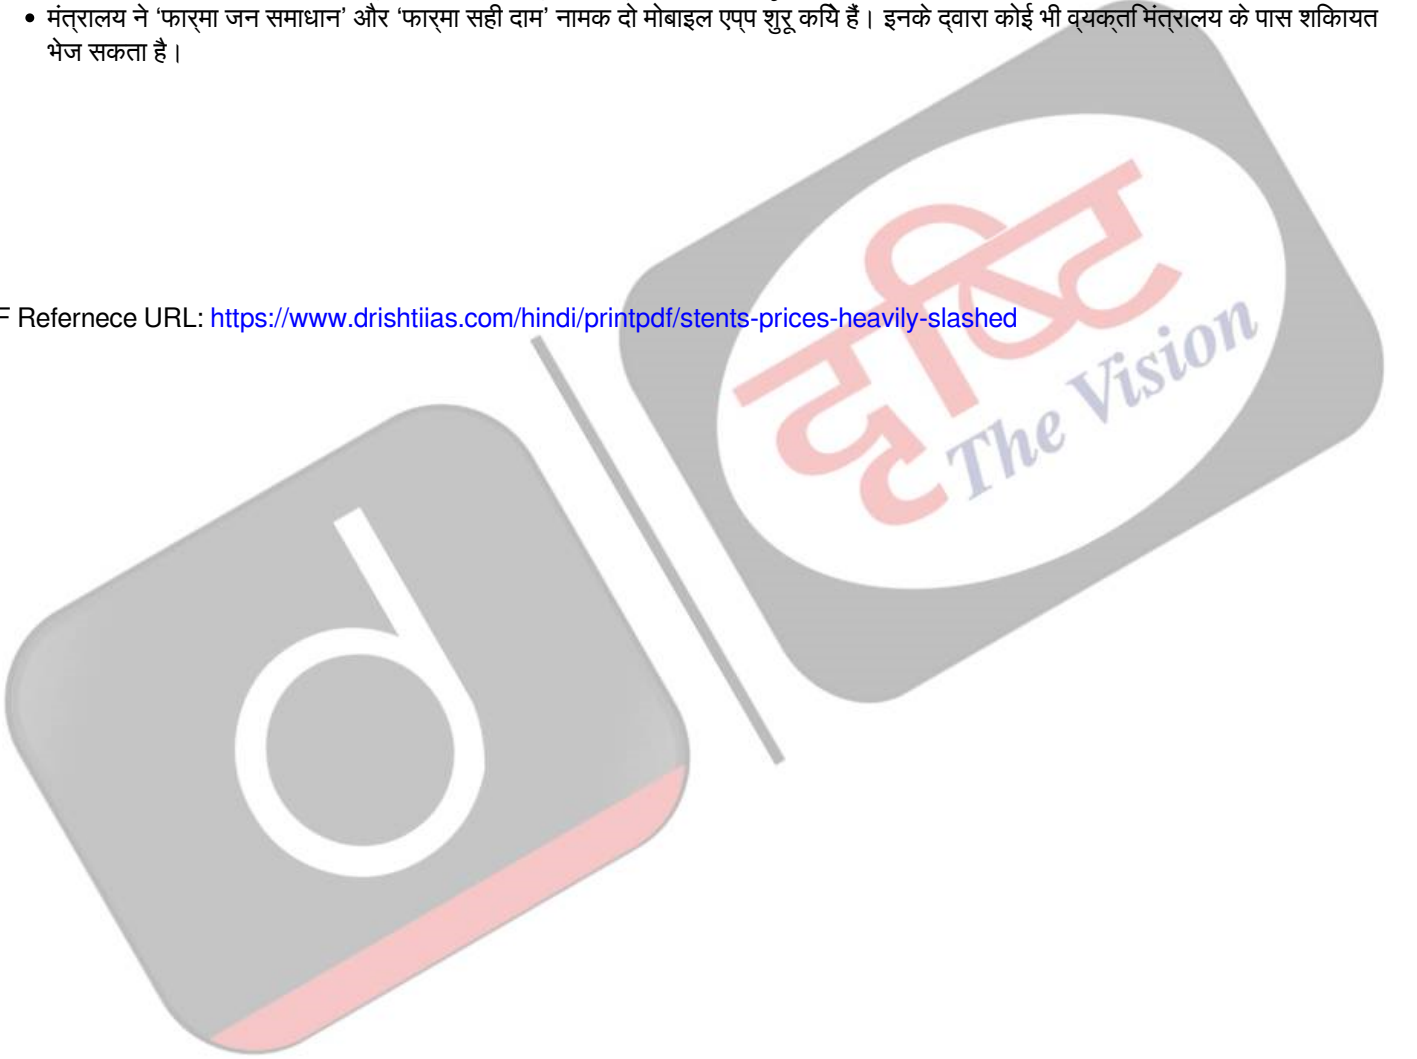 • मंत्रालय ने ‘फार्मा जन समाधान’ और ‘फार्मा सही दाम’ नामक दो मोबाइल एप्प शुरू किये हैं। इनके द्वारा कोई भी व्यक्ति मंत्रालय के पास शिकायत
भेज सकता है।
F Refernece URL: https://www.drishtiias.com/hindi/printpdf/stents-prices-heavily-slashed
दृष्टि
The Vision
d